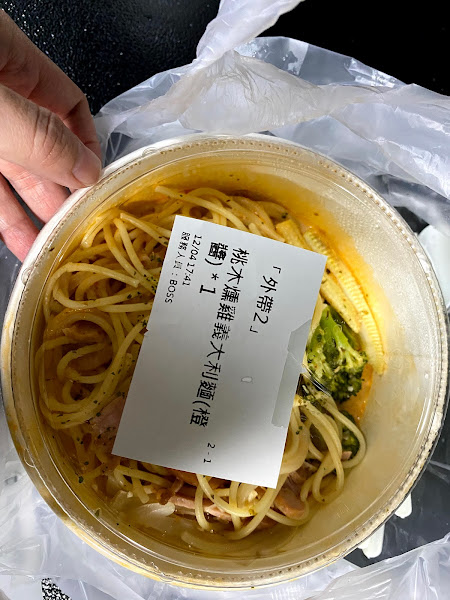 「外帶2」
桃木燻雞義大利麵(橙
醬) * 1
2-1
12/04 17:41
服務人員：BOSS